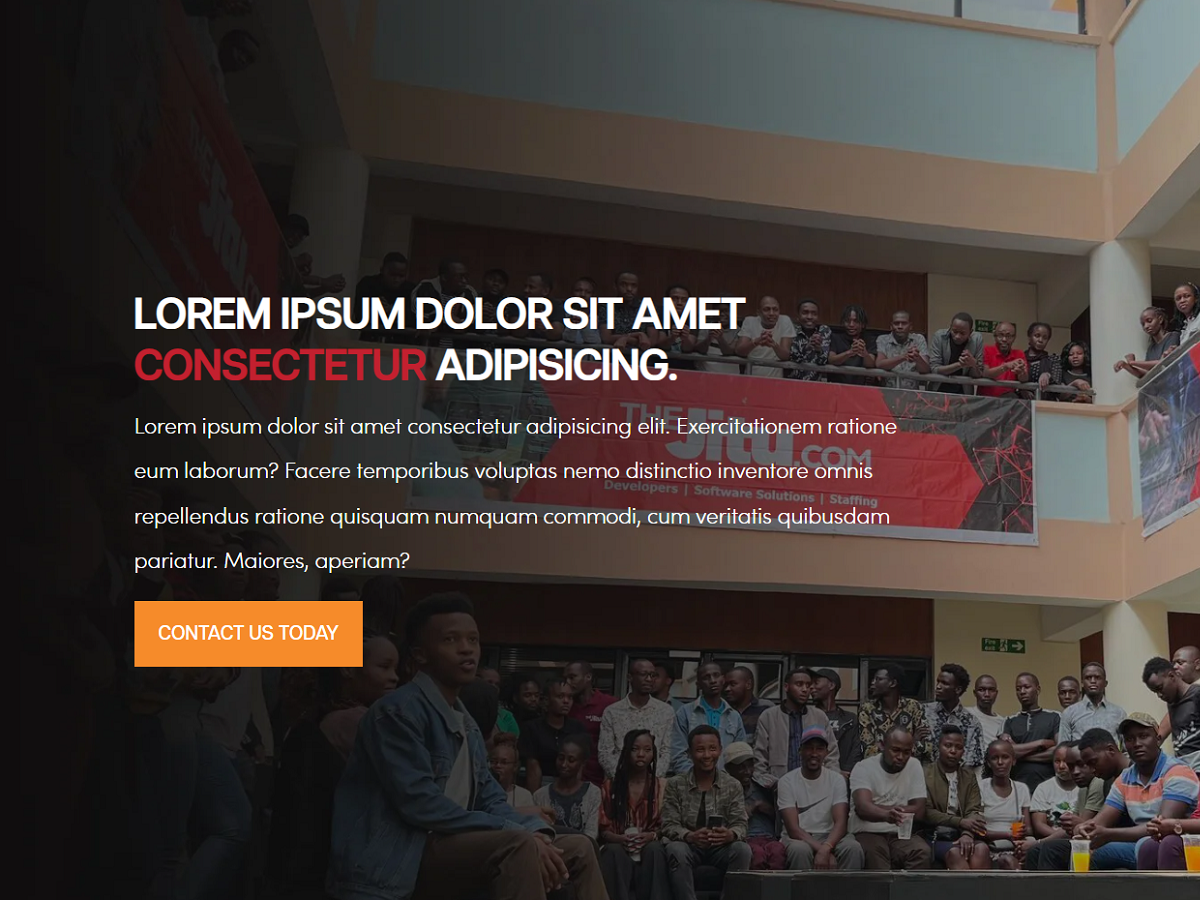 LOREM IPSUM DOLOR SIT AMET
CONSECTETUR ADIPISICING.
THE Jitu.COM
Lorem ipsum dolor sit amet consectetur adipisicing elit. Exercitationem ratione
eum laborum? Facere temporibus voluptas nemo distinctio inventore omnis
Developers | Software Solutions | Staffing
repellendus ratione quisquam numquam commodi, cum veritatis quibusdam
pariatur. Maiores, aperiam?
CONTACT US TODAY
Fire exit